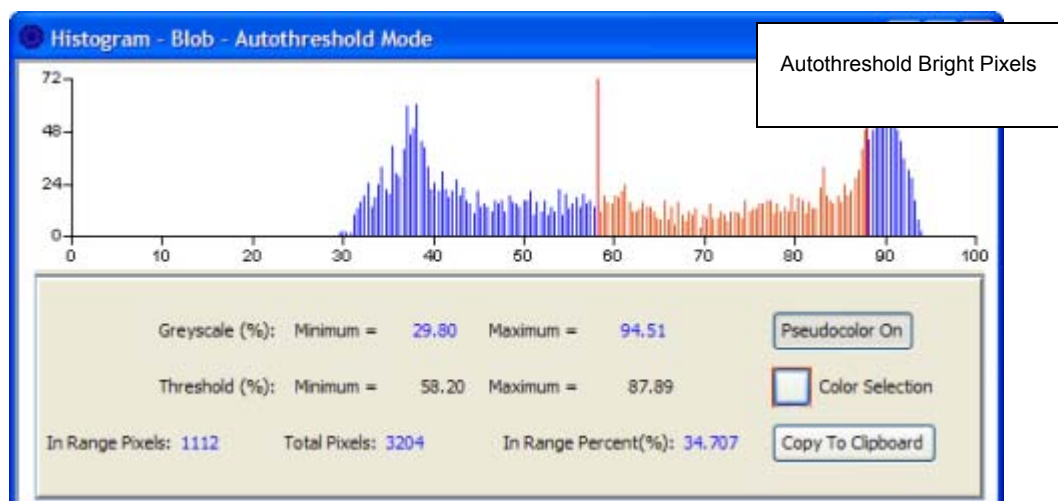 Histogram - Blob - Autothreshold Mode
Autothreshold Bright Pixels
72
48
24
0
0 10 20 30 40 50 60 70 80 90 100
Greyscale (%): Minimum = 29.80 Maximum = 94.51 Pseudocolor On
Threshold (%): Minimum = 58.20 Maximum = 87.89 Color Selection
In Range Pixels: 1112 Total Pixels: 3204 In Range Percent(%): 34.707 Copy To Clipboard